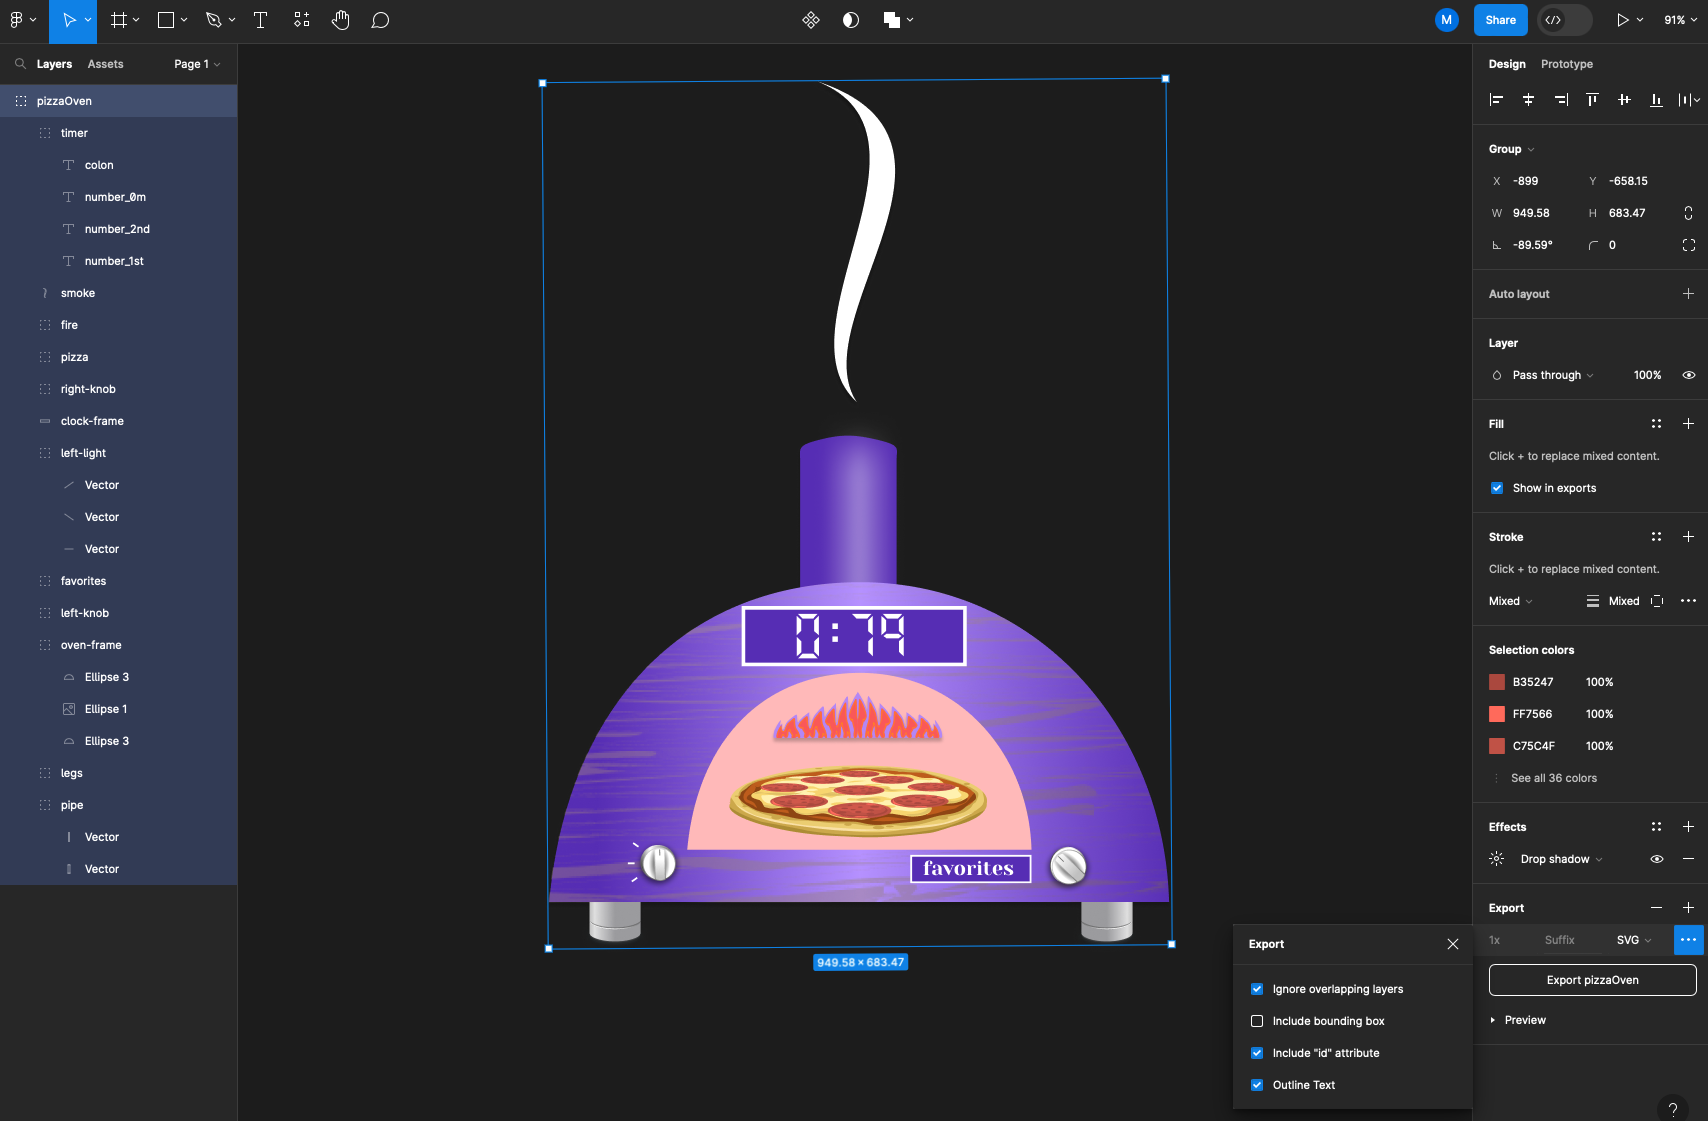 M
Share
91%
Layers
Assets
Page 1
pizzaOven
timer
colon
number_0m
number_2nd
number_1st
smoke
fire
pizza
right-knob
clock-frame
left-light
Vector
Vector
Vector
favorites
left-knob
oven-frame
Ellipse 3
Ellipse 1
Ellipse 3
legs
pipe
Vector
Vector
0:79
favorites
949.58 × 683.47
Design
Prototype
Group
X -899 Y -658.15
W 949.58 H 683.47
-89.59° 0
Auto layout
Layer
Pass through 100%
Fill
Click + to replace mixed content.
Show in exports
Stroke
Click + to replace mixed content.
Mixed Mixed
Selection colors
B35247 100%
FF7566 100%
C75C4F 100%
See all 36 colors
Effects
Drop shadow
Export
1x Suffix SVG
Export pizzaOven
Preview
Export
Ignore overlapping layers
Include bounding box
Include "id" attribute
Outline Text
?